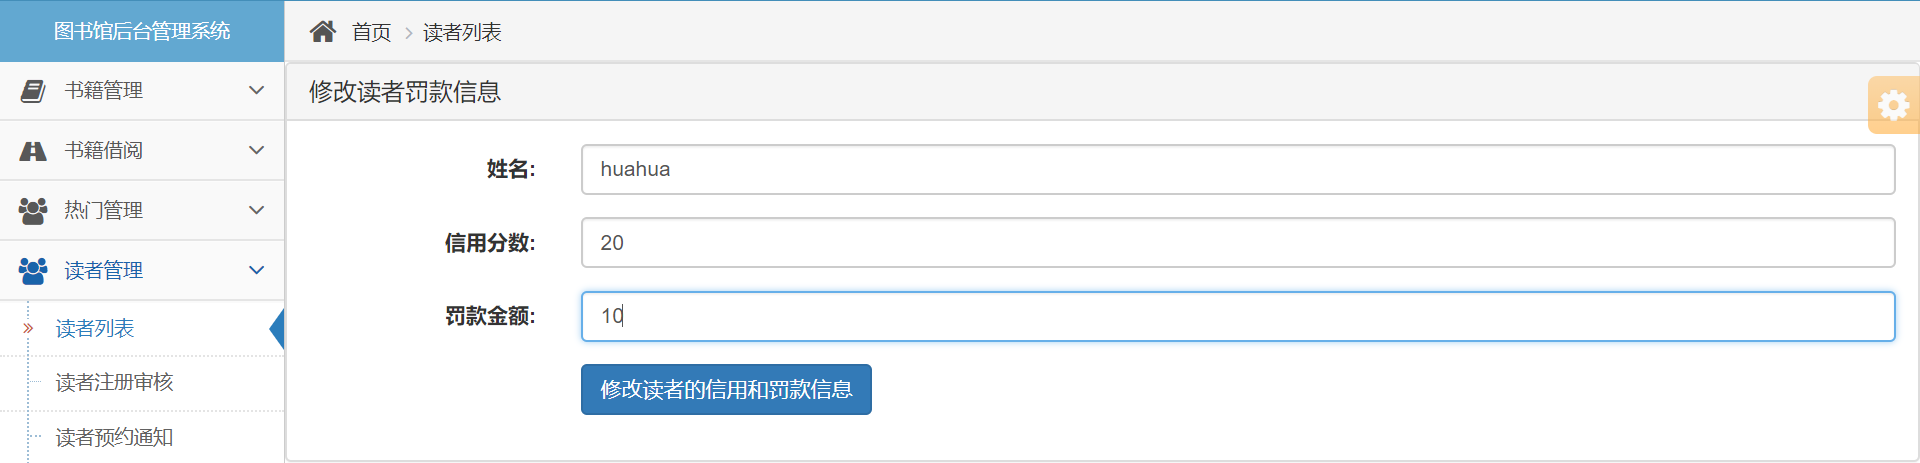 图书馆后台管理系统
首页 > 读者列表
书籍管理
书籍借阅
热门管理
读者管理
读者列表
读者注册审核
读者预约通知
修改读者罚款信息
姓名: huahua
信用分数: 20
罚款金额: 10
修改读者的信用和罚款信息